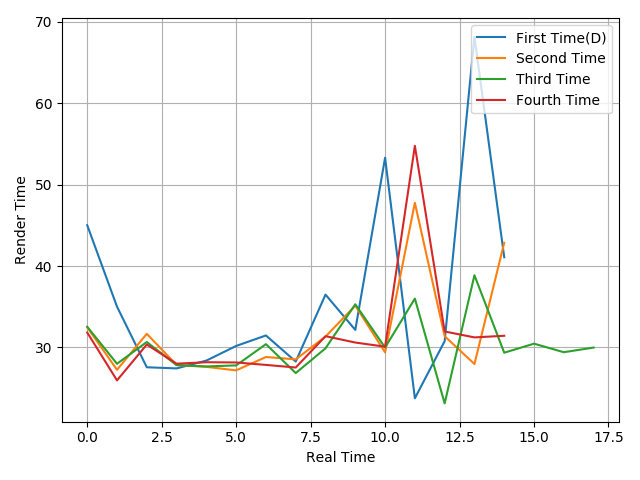 70
60
50
40
30
Render Time
0.0 2.5 5.0 7.5 10.0 12.5 15.0 17.5
Real Time
First Time(D)
Second Time
Third Time
Fourth Time